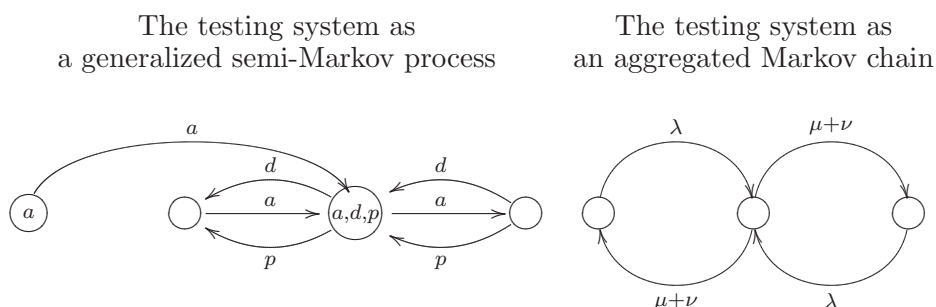 The testing system as
a generalized semi-Markov process
The testing system as
an aggregated Markov chain
a
d
d
a
a
a,d,p
a
p
p
λ
μ+ν
μ+ν
λ